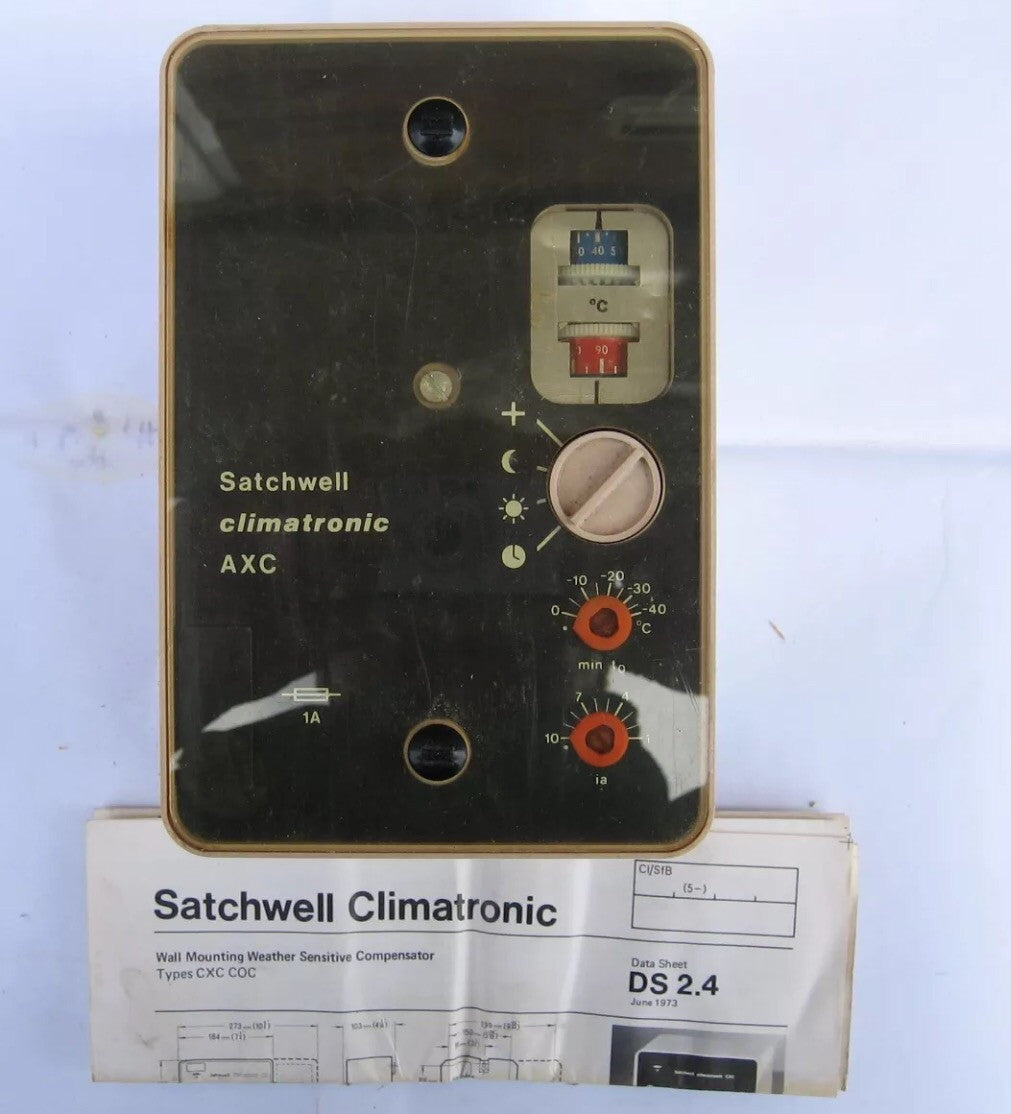 0 40 5
°C
90
Satchwell
climatronic
AXC
-10 -20 -30
0 -40
°C
min to
1A
7 4
10 1
ia
Satchwell Climatronic
CI/SfB
(5–)
Wall Mounting Weather Sensitive Compensator
Types CXC COC
Data Sheet
DS 2.4
June 1973